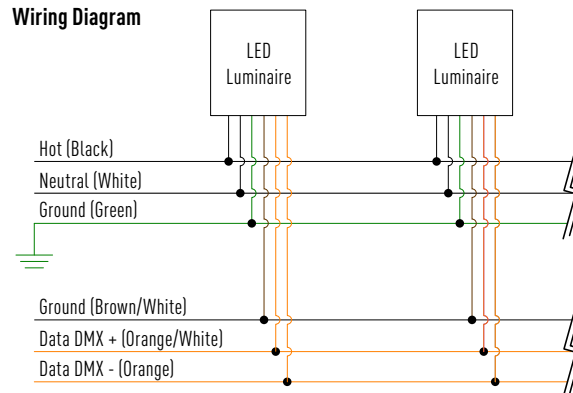 Wiring Diagram
LED
Luminaire
LED
Luminaire
Hot (Black)
Neutral (White)
Ground (Green)
Ground (Brown/White)
Data DMX + (Orange/White)
Data DMX - (Orange)